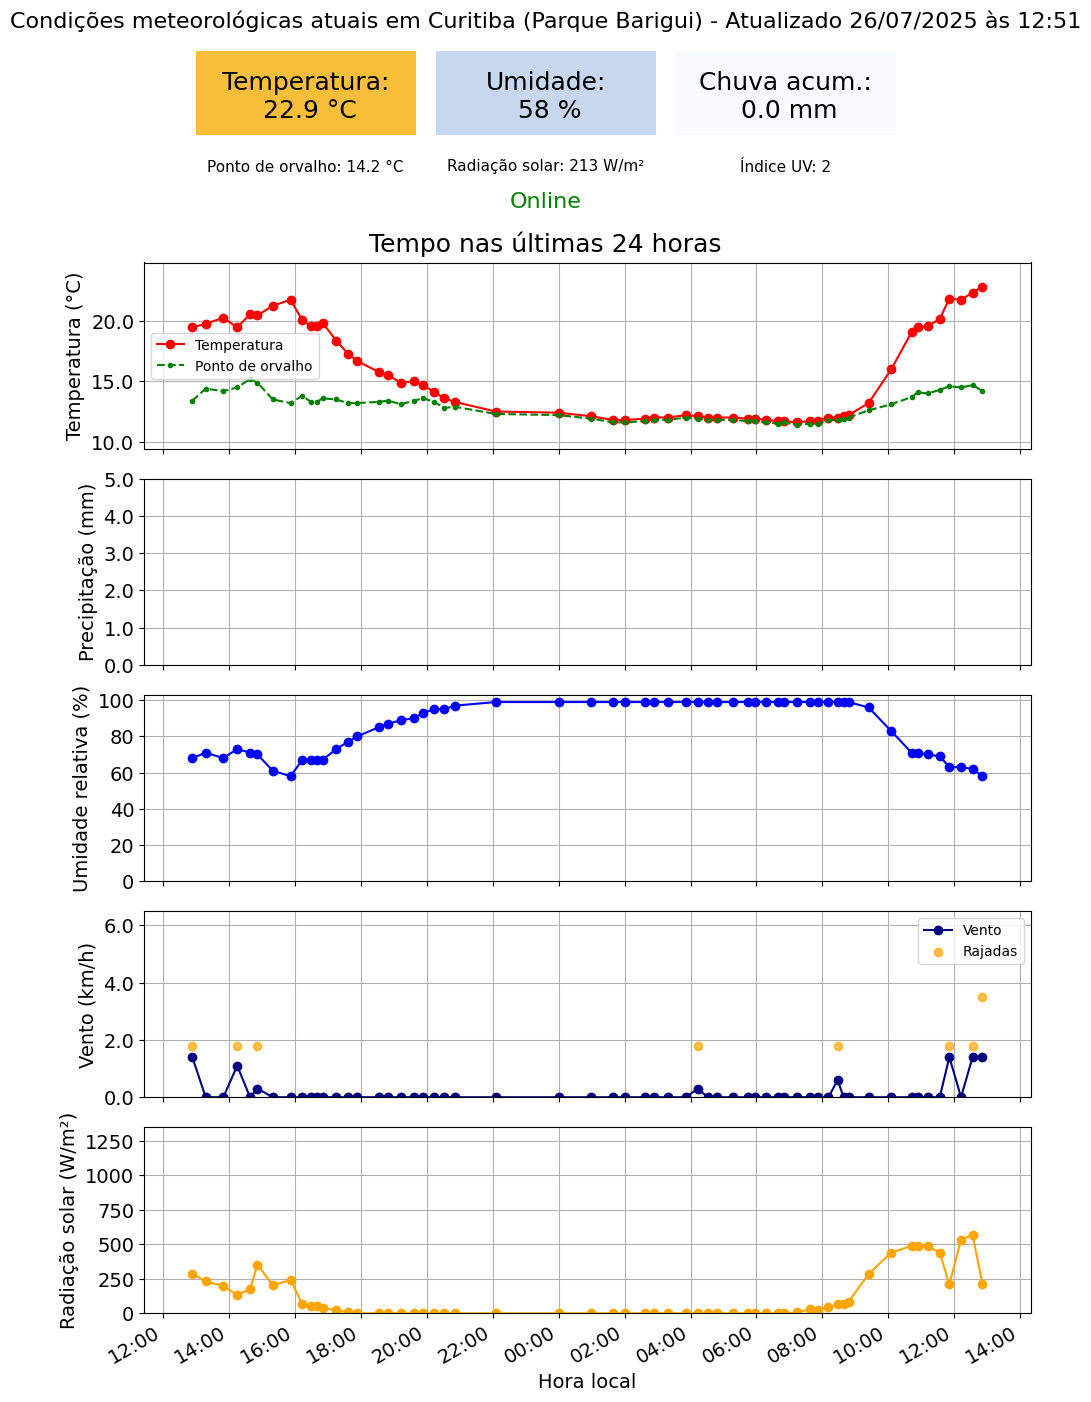 Condições meteorológicas atuais em Curitiba (Parque Barigui) - Atualizado 26/07/2025 às 12:51
Temperatura:
22.9 °C
Umidade:
58 %
Chuva acum.:
0.0 mm
Ponto de orvalho: 14.2 °C
Radiação solar: 213 W/m²
Índice UV: 2
Online
Tempo nas últimas 24 horas
Temperatura (°C)
20.0
15.0
10.0
Temperatura
Ponto de orvalho
Precipitação (mm)
5.0
4.0
3.0
2.0
1.0
0.0
Umidade relativa (%)
100
80
60
40
20
0
Vento (km/h)
6.0
4.0
2.0
0.0
Vento
Rajadas
Radiação solar (W/m²)
1250
1000
750
500
250
0
12:00 14:00 16:00 18:00 20:00 22:00 00:00 02:00 04:00 06:00 08:00 10:00 12:00 14:00
Hora local